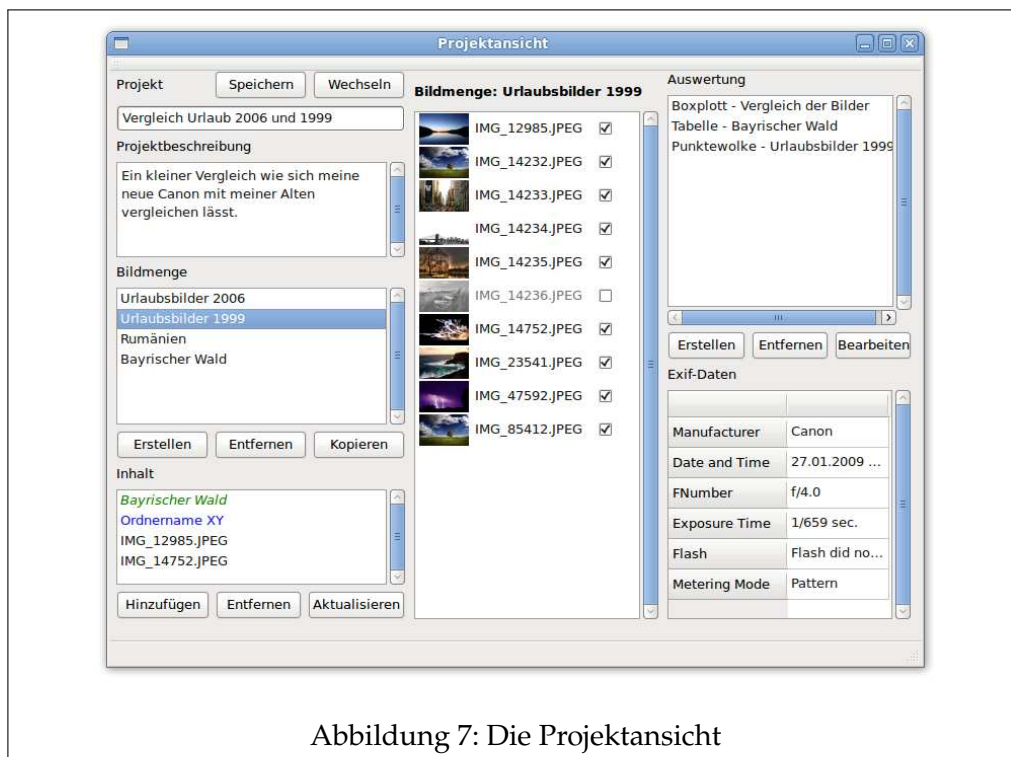 Projektansicht
Projekt
Speichern
Wechseln
Vergleich Urlaub 2006 und 1999
Projektbeschreibung
Ein kleiner Vergleich wie sich meine
neue Canon mit meiner Alten
vergleichen lässt.
Bildmenge
Urlaubsbilder 2006
Urlaubsbilder 1999
Rumänien
Bayrischer Wald
Erstellen
Entfernen
Kopieren
Inhalt
Bayrischer Wald
Ordnername XY
IMG_12985.JPEG
IMG_14752.JPEG
Hinzufügen
Entfernen
Aktualisieren
Bildmenge: Urlaubsbilder 1999
IMG_12985.JPEG
IMG_14232.JPEG
IMG_14233.JPEG
IMG_14234.JPEG
IMG_14235.JPEG
IMG_14236.JPEG
IMG_14752.JPEG
IMG_23541.JPEG
IMG_47592.JPEG
IMG_85412.JPEG
Auswertung
Boxplott - Vergleich der Bilder
Tabelle - Bayrischer Wald
Punktewolke - Urlaubsbilder 1999
Erstellen
Entfernen
Bearbeiten
Exif-Daten
Manufacturer Canon
Date and Time 27.01.2009 ...
FNumber f/4.0
Exposure Time 1/659 sec.
Flash Flash did no...
Metering Mode Pattern
Abbildung 7: Die Projektansicht